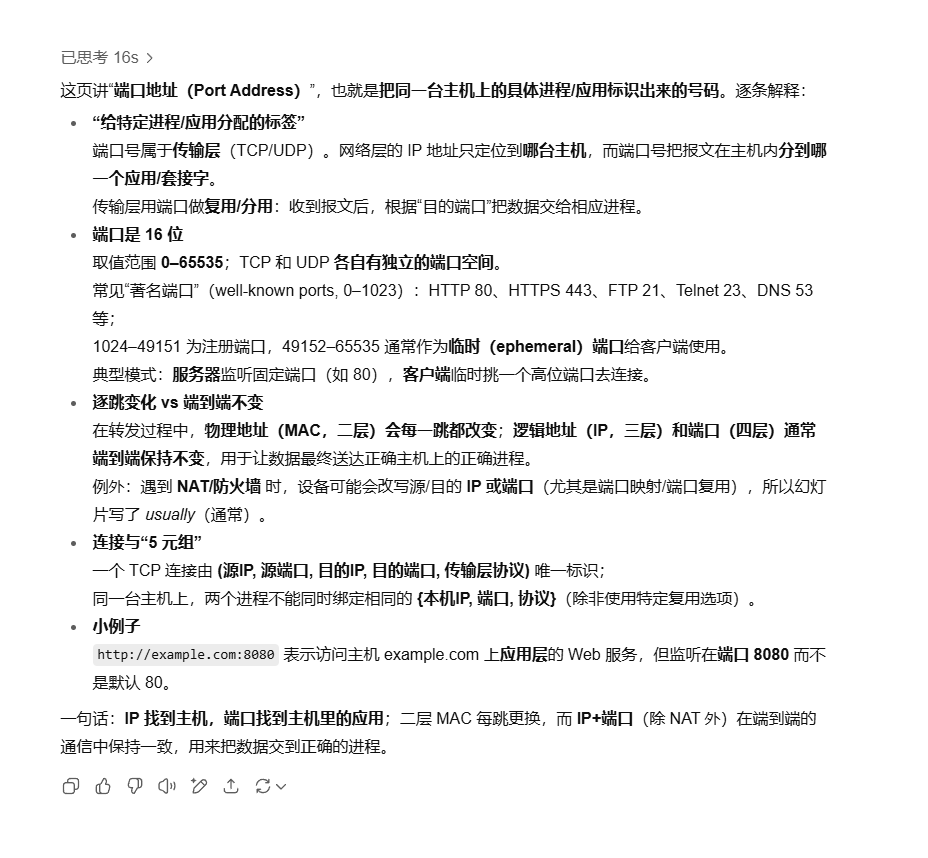 已思考 16s
这页讲“端口地址（Port Address）”，也就是把同一台主机上的具体进程/应用标识出来的号码。逐条解释：
“给特定进程/应用分配的标签”
端口号属于传输层（TCP/UDP）。网络层的 IP 地址只定位到哪台主机，而端口号把报文在主机内分到哪
一个应用/套接字。
传输层用端口做复用/分用：收到报文后，根据“目的端口”把数据交给相应进程。
端口是 16 位
取值范围 0–65535；TCP 和 UDP 各自有独立的端口空间。
常见“著名端口”（well-known ports, 0–1023）：HTTP 80、HTTPS 443、FTP 21、Telnet 23、DNS 53
等；
1024–49151 为注册端口，49152–65535 通常作为临时（ephemeral）端口给客户端使用。
典型模式：服务器监听固定端口（如 80），客户端临时挑一个高位端口去连接。
逐跳变化 vs 端到端不变
在转发过程中，物理地址（MAC，二层）会每一跳都改变；逻辑地址（IP，三层）和端口（四层）通常
端到端保持不变，用于让数据最终送达正确主机上的正确进程。
例外：遇到 NAT/防火墙 时，设备可能会改写源/目的 IP 或端口（尤其是端口映射/端口复用），所以幻灯
片写了 usually（通常）。
连接与“5 元组”
一个 TCP 连接由 (源IP, 源端口, 目的IP, 目的端口, 传输层协议) 唯一标识；
同一台主机上，两个进程不能同时绑定相同的 {本机IP, 端口, 协议}（除非使用特定复用选项）。
小例子
http://example.com:8080 表示访问主机 example.com 上应用层的 Web 服务，但监听在端口 8080 而不
是默认 80。
一句话：IP 找到主机，端口找到主机里的应用；二层 MAC 每跳更换，而 IP+端口（除 NAT 外）在端到端的
通信中保持一致，用来把数据交到正确的进程。